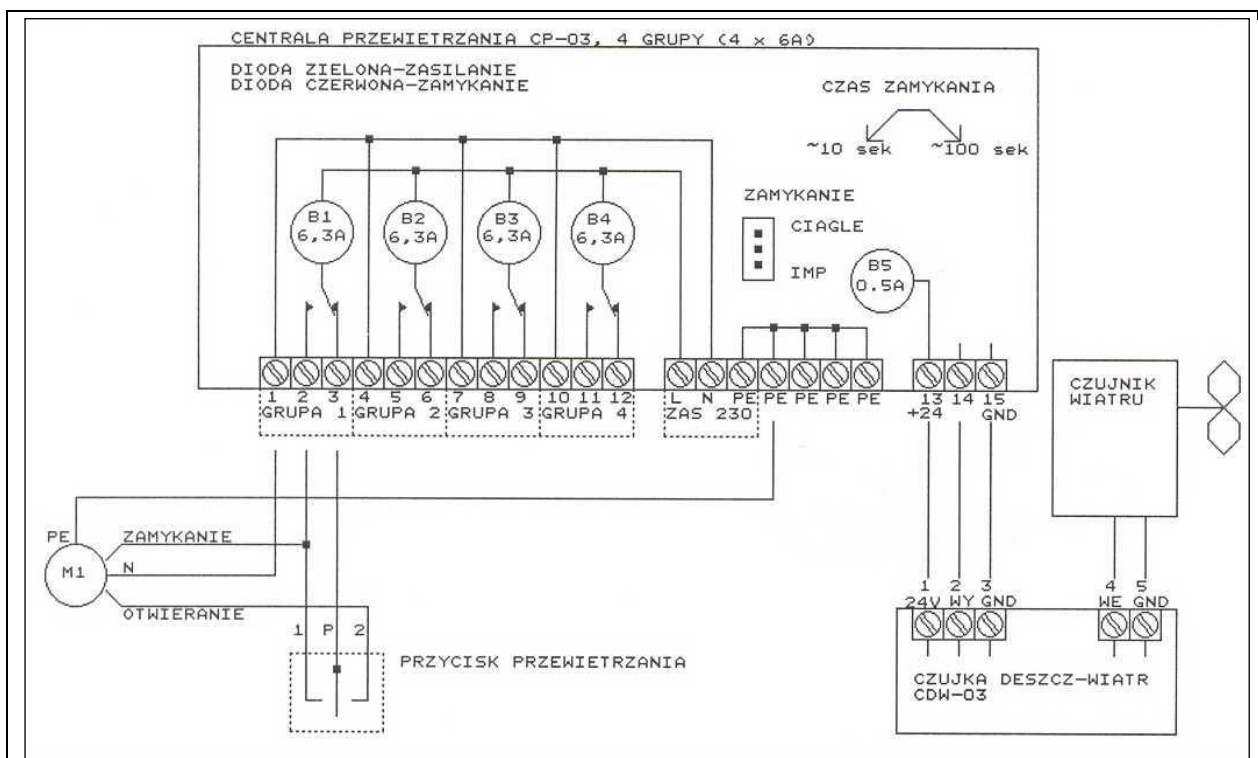 CENTRALA PRZEWIETRZANIA CP-03, 4 GRUPY (4 x 6A)
DIODA ZIELONA-ZASILANIE
DIODA CZERWONA-ZAMYKANIE
CZAS ZAMYKANIA
~10 sek ~100 sek
ZAMYKANIE
CIAGLE
IMP
B1 6,3A
B2 6,3A
B3 6,3A
B4 6,3A
B5 0.5A
1 2 3 4 5 6 7 8 9 10 11 12 L N PE PE PE PE PE 13 14 15
GRUPA 1 GRUPA 2 GRUPA 3 GRUPA 4 ZAS 230 +24 GND
CZUJNIK
WIATRU
PE
M1
ZAMYKANIE
N
OTWIERANIE
1 P 2
PRZYCISK PRZEWIETRZANIA
1 2 3 4 5
24V WY GND WE GND
CZUJKA DESZCZ-WIATR
CDW-03